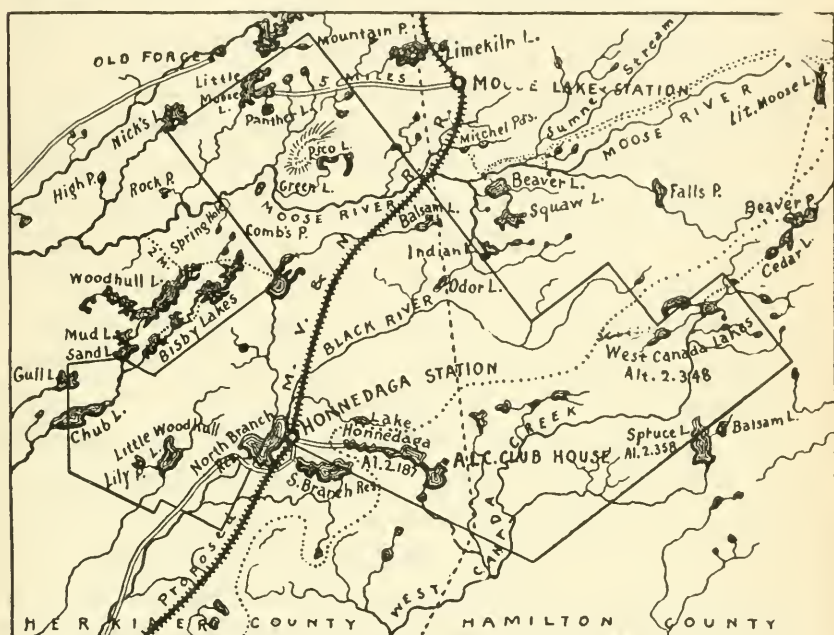 Mountain P.
Limekiln L.
OLD FORGE
Little
Moose
L.
5 MILES
MOOSE LAKE STATION
Sumner Stream
Lit. Moose L.
Nick's L.
Panther L.
MOOSE RIVER
Mitchel Pds.
Pico L.
High P.
Rock P.
Green L.
Beaver L.
Falls P.
MOOSE RIVER
Squaw L.
Beaver P.
Spring Holes
Balsam L.
Comb's P.
Indian L.
Cedar L.
Woodhull L.
Odor L.
M. V. & M. R. R.
BLACK RIVER
Mud L.
Sand L.
Bisby Lakes
West Canada Lakes
Alt. 2.348
Gull L.
HONNEDAGA STATION
Chub L.
Little Woodhull
L.
Lily P.
North Branch
Res.
Lake
Honnedaga
Al. 2.187
A.L.C. CLUB HOUSE
Spruce L.
Al. 2.358
Balsam L.
S. Branch Res.
PROPOSED
WEST CANADA CREEK
HERKIMER COUNTY
HAMILTON COUNTY